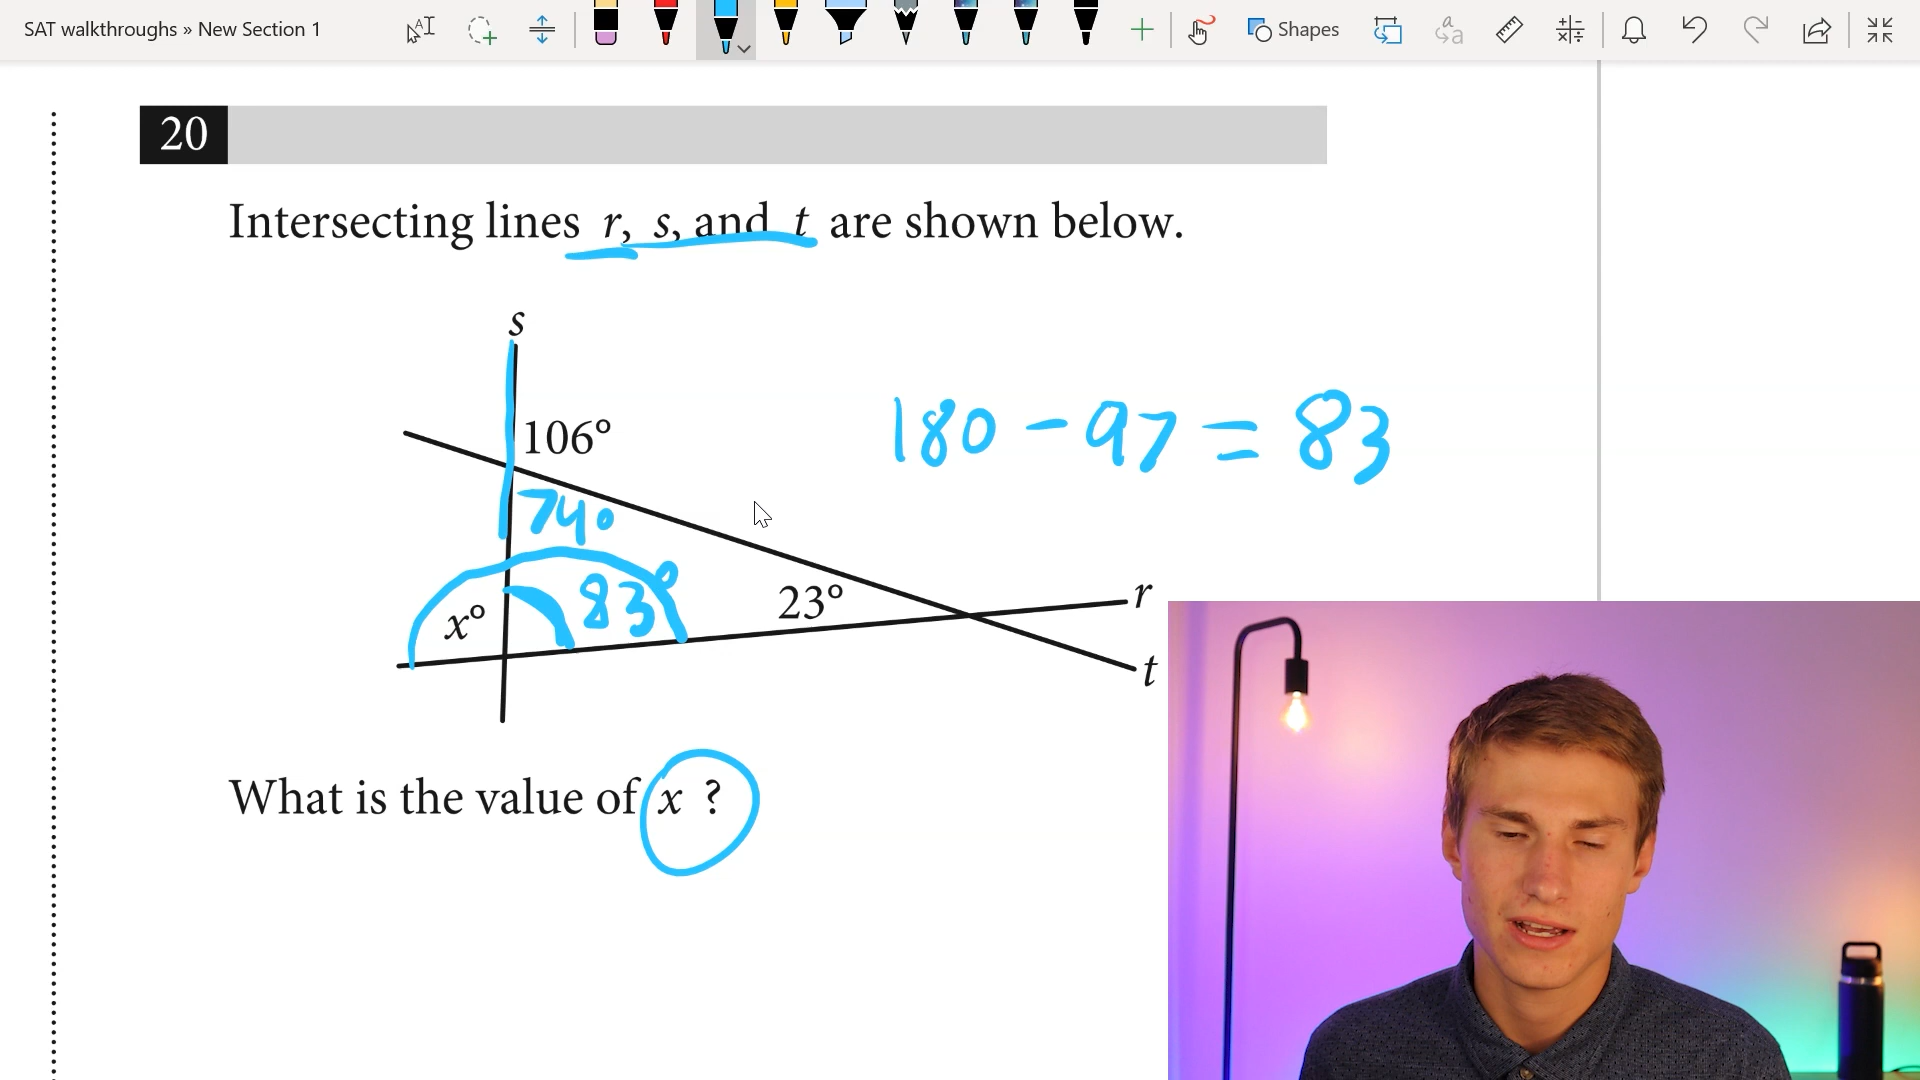 SAT walkthroughs » New Section 1
Shapes
20
Intersecting lines r, s, and t are shown below.
s
106°
180 - 97 = 83
74°
x°
83°
23°
r
t
What is the value of x ?